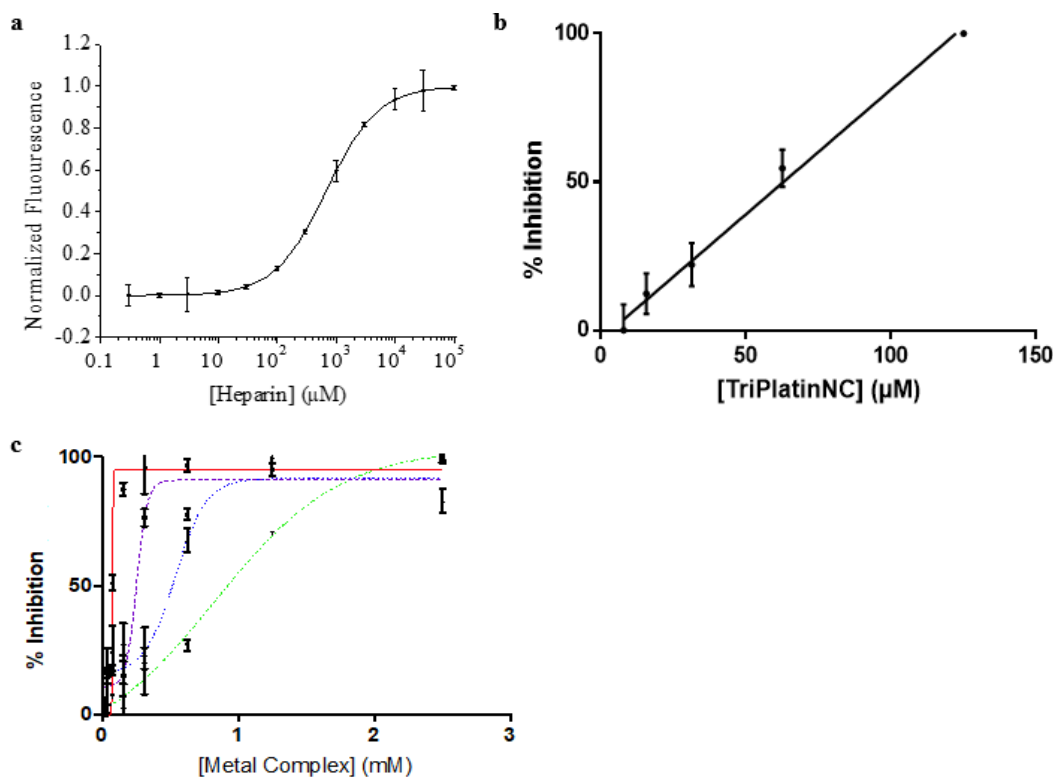 a
1.2
1.0
0.8
0.6
0.4
0.2
0.0
-0.2
Normalized Fluourescence
0.1 1 10 10² 10³ 10⁴ 10⁵
[Heparin] (µM)
b
100
50
0
% Inhibition
0 50 100 150
[TriPlatinNC] (µM)
c
100
50
0
% Inhibition
0 1 2 3
[Metal Complex] (mM)